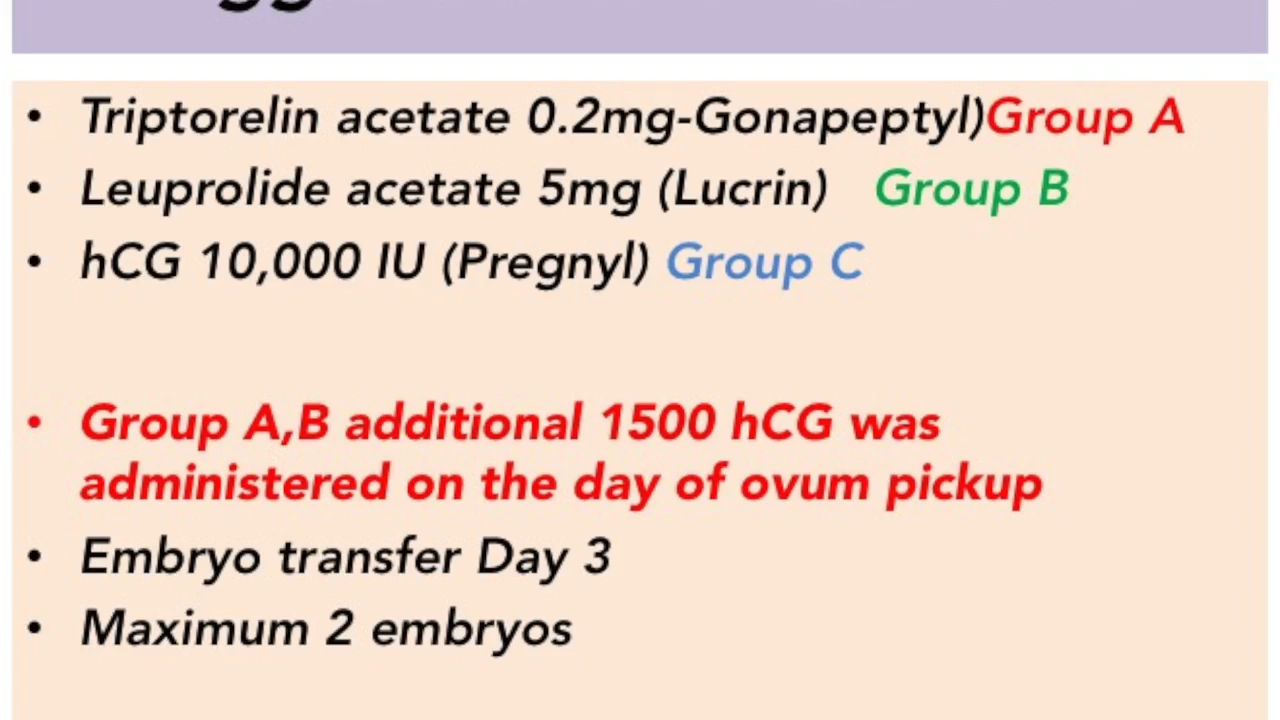 • Triptorelin acetate 0.2mg-Gonapeptyl)Group A
• Leuprolide acetate 5mg (Lucrin) Group B
• hCG 10,000 IU (Pregnyl) Group C
• Group A,B additional 1500 hCG was
administered on the day of ovum pickup
• Embryo transfer Day 3
• Maximum 2 embryos